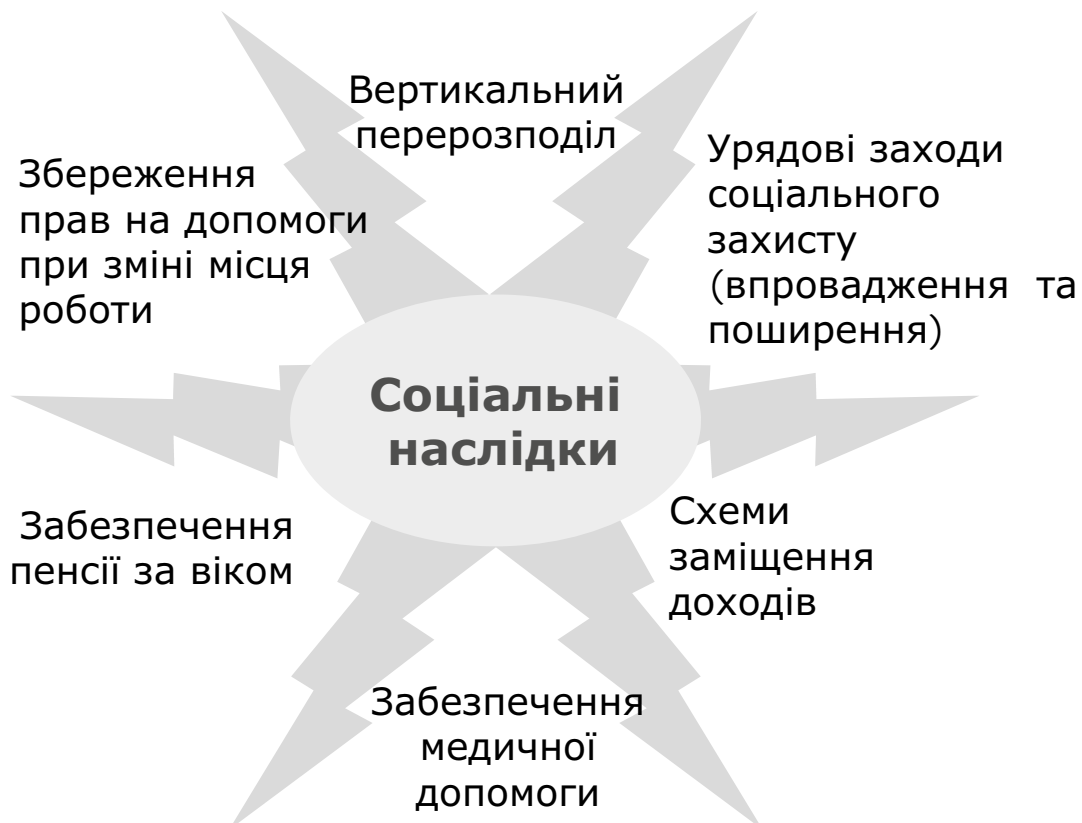 Вертикальний
перерозподіл
Урядові заходи
соціального
захисту
(впровадження та
поширення)
Збереження
прав на допомоги
при зміні місця
роботи
Соціальні
наслідки
Схеми
заміщення
доходів
Забезпечення
пенсії за віком
Забезпечення
медичної
допомоги